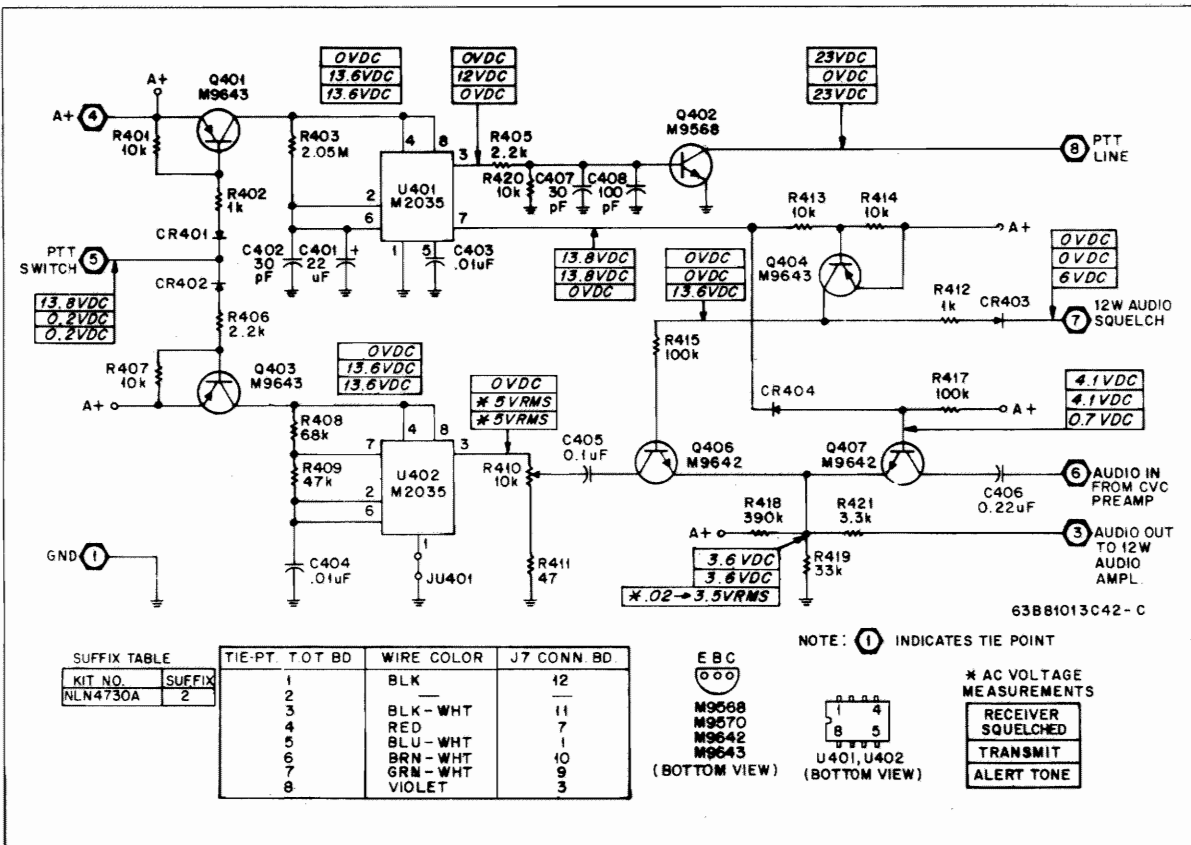 A+
A+ 4
Q401
M9643
R401
10k
R402
1k
CR401
PTT
SWITCH 5
CR402
13.8VDC
0.2VDC
0.2VDC
R406
2.2k
R407
10k
Q403
M9643
A+
0VDC
13.6VDC
13.6VDC
R403
2.05M
4
8
3
2
6
7
1
5
U401
M2035
C402
30
pF
C401
22
uF
+
C403
.01uF
0VDC
12VDC
0VDC
R405
2.2k
R420
10k
C407
30
pF
C408
100
pF
Q402
M9568
23VDC
0VDC
23VDC
8 PTT
LINE
R413
10k
R414
10k
A+
13.8VDC
13.8VDC
0VDC
0VDC
0VDC
13.6VDC
Q404
M9643
R412
1k
CR403
0VDC
0VDC
6VDC
7 12W AUDIO
SQUELCH
R415
100k
CR404
R417
100k
A+
4.1VDC
4.1VDC
0.7VDC
0VDC
13.6VDC
13.6VDC
R408
68k
R409
47k
4
8
7
3
2
6
1
U402
M2035
C404
.01uF
JU401
0VDC
* 5VRMS
* 5VRMS
R410
10k
R411
47
C405
0.1uF
Q406
M9642
Q407
M9642
C406
0.22uF
6 AUDIO IN
FROM CVC
PREAMP
R418
390k
R421
3.3k
A+
R419
33k
3.6VDC
3.6VDC
* .02→3.5VRMS
3 AUDIO OUT
TO 12W
AUDIO
AMPL.
GND 1
63B81013C42-C
NOTE: 1 INDICATES TIE POINT
SUFFIX TABLE
KIT NO. SUFFIX
NLN4730A 2
TIE-PT. T.O.T BD WIRE COLOR J7 CONN. BD.
1 BLK 12
2 — —
3 BLK-WHT 11
4 RED 7
5 BLU-WHT 1
6 BRN-WHT 10
7 GRN-WHT 9
8 VIOLET 3
E B C
M9568
M9570
M9642
M9643
(BOTTOM VIEW)
1 4
8 5
U401, U402
(BOTTOM VIEW)
* AC VOLTAGE
MEASUREMENTS
RECEIVER
SQUELCHED
TRANSMIT
ALERT TONE